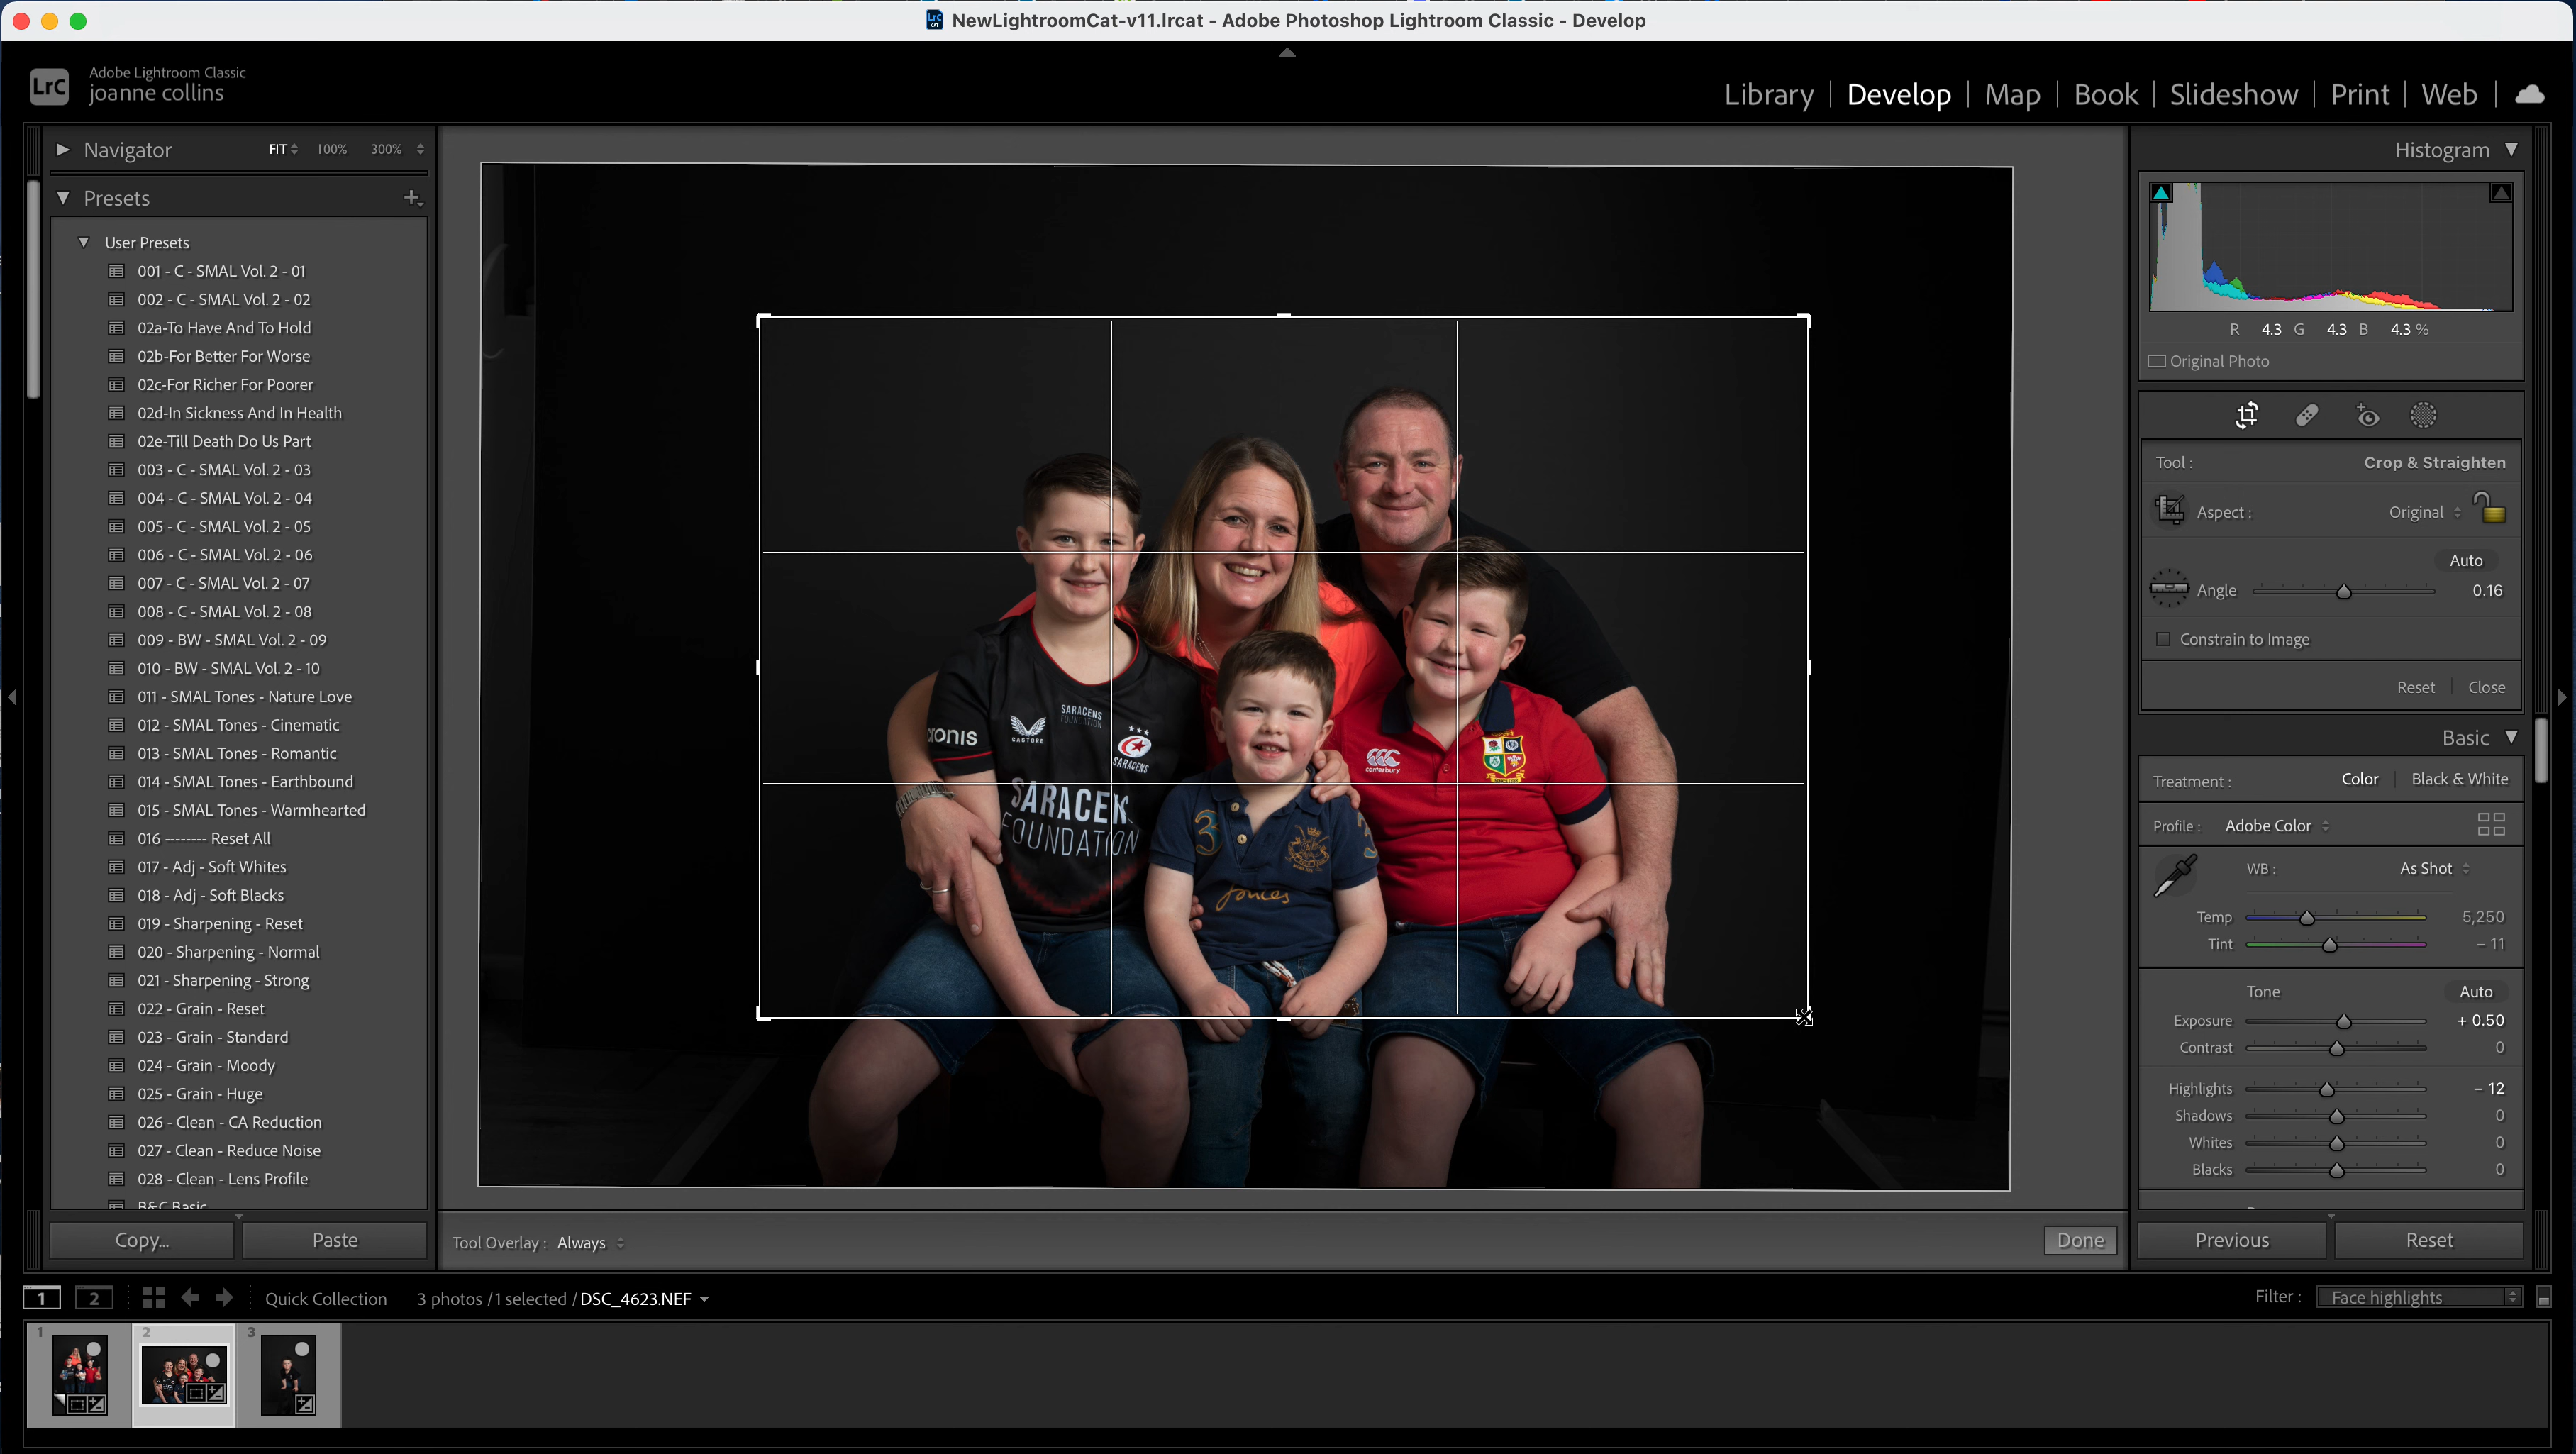 NewLightroomCat-v11.lrcat - Adobe Photoshop Lightroom Classic - Develop
LrC
Adobe Lightroom Classic
joanne collins
Library | Develop | Map | Book | Slideshow | Print | Web
Navigator FIT 100% 300%
Presets
User Presets
001 - C - SMAL Vol. 2 - 01
002 - C - SMAL Vol. 2 - 02
02a-To Have And To Hold
02b-For Better For Worse
02c-For Richer For Poorer
02d-In Sickness And In Health
02e-Till Death Do Us Part
003 - C - SMAL Vol. 2 - 03
004 - C - SMAL Vol. 2 - 04
005 - C - SMAL Vol. 2 - 05
006 - C - SMAL Vol. 2 - 06
007 - C - SMAL Vol. 2 - 07
008 - C - SMAL Vol. 2 - 08
009 - BW - SMAL Vol. 2 - 09
010 - BW - SMAL Vol. 2 - 10
011 - SMAL Tones - Nature Love
012 - SMAL Tones - Cinematic
013 - SMAL Tones - Romantic
014 - SMAL Tones - Earthbound
015 - SMAL Tones - Warmhearted
016 -------- Reset All
017 - Adj - Soft Whites
018 - Adj - Soft Blacks
019 - Sharpening - Reset
020 - Sharpening - Normal
021 - Sharpening - Strong
022 - Grain - Reset
023 - Grain - Standard
024 - Grain - Moody
025 - Grain - Huge
026 - Clean - CA Reduction
027 - Clean - Reduce Noise
028 - Clean - Lens Profile
B&C Basic
Copy... Paste
SARACENS
FOUNDATION
CASTORE
SARACENS
SARACEN
FOUNDATION
canterbury
3
Joules
Tool Overlay : Always
Done
Histogram
R 4.3 G 4.3 B 4.3 %
Original Photo
Tool : Crop & Straighten
Aspect : Original
Auto
Angle 0.16
Constrain to Image
Reset Close
Basic
Treatment : Color Black & White
Profile : Adobe Color
WB : As Shot
Temp 5,250
Tint - 11
Tone Auto
Exposure + 0.50
Contrast 0
Highlights - 12
Shadows 0
Whites 0
Blacks 0
Previous Reset
1 2 Quick Collection 3 photos /1 selected /DSC_4623.NEF
Filter : Face highlights
1 2 3